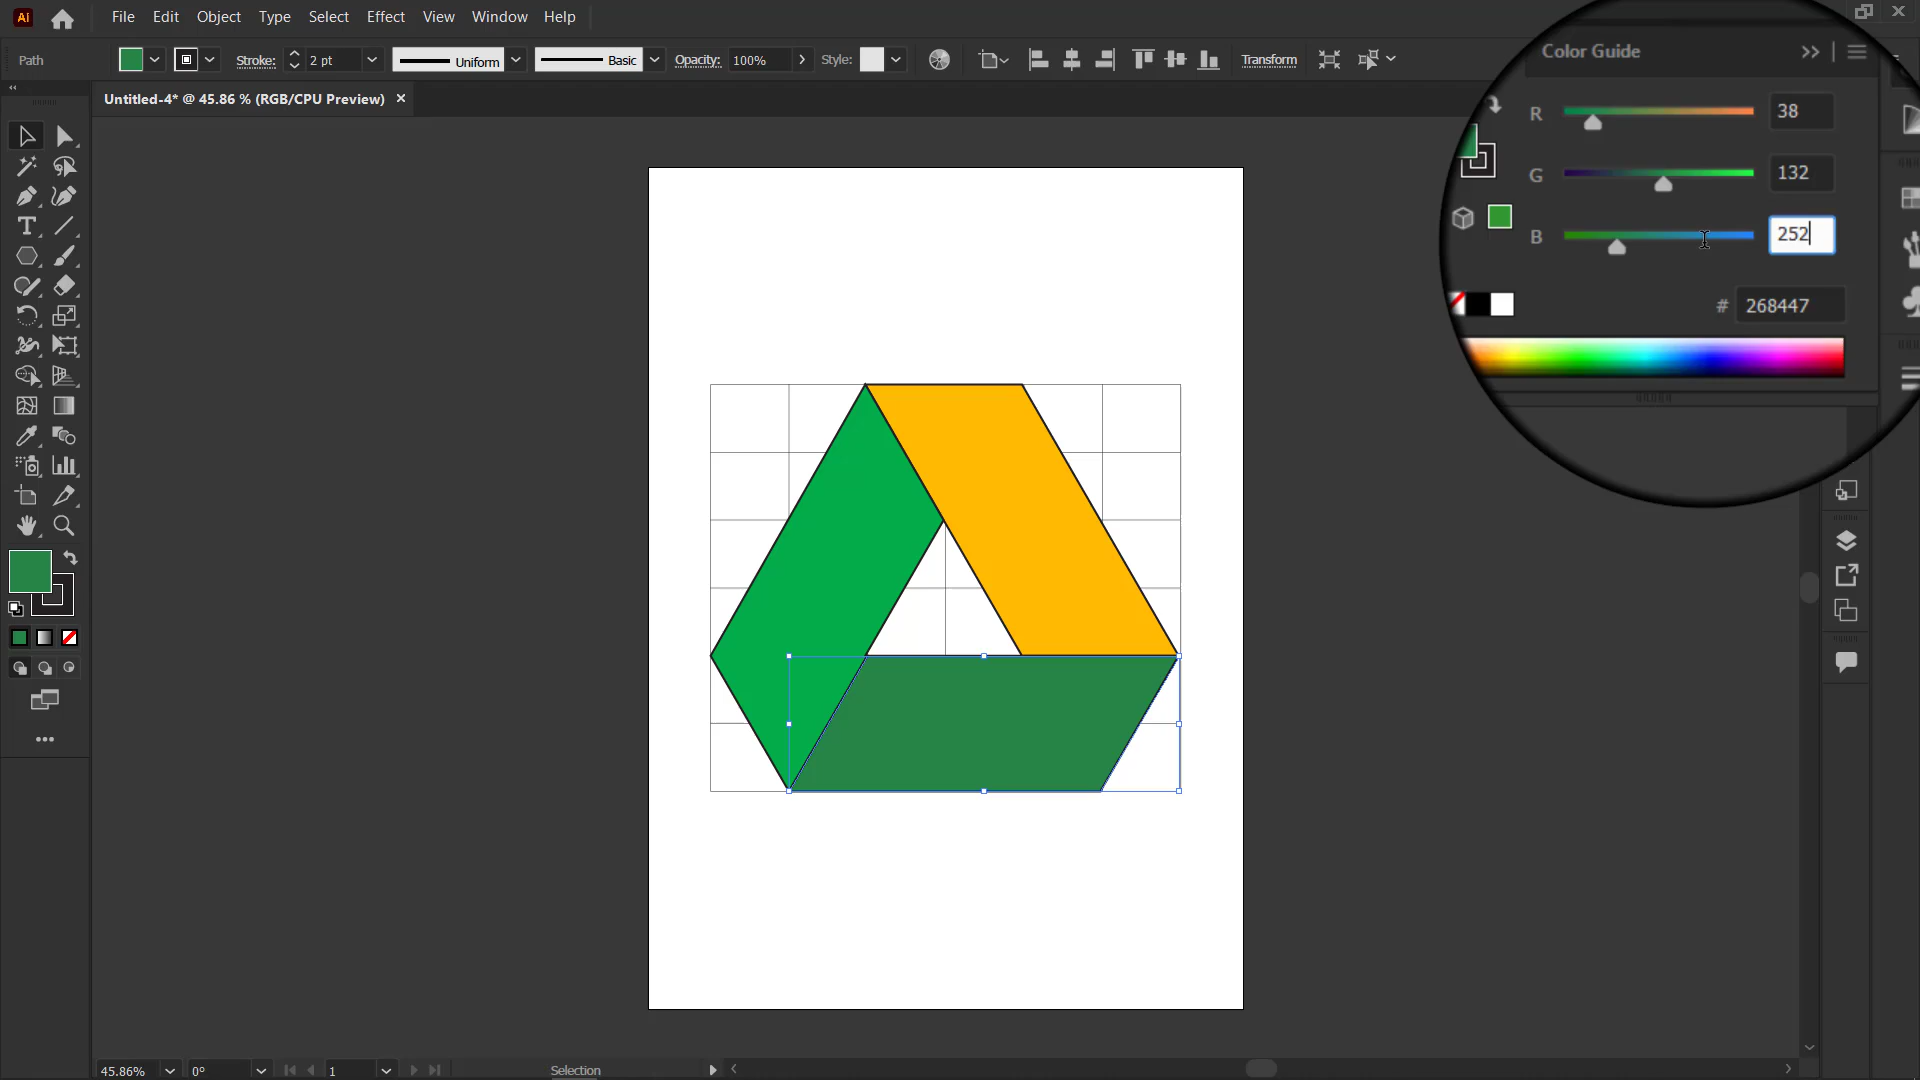 Ai File Edit Object Type Select Effect View Window Help
Path Stroke: 2 pt Uniform Basic Opacity: 100% Style: Transform
Color Guide
Untitled-4* @ 45.86 % (RGB/CPU Preview)
R 38
G 132
B 252
# 268447
45.86% 0° 1 Selection